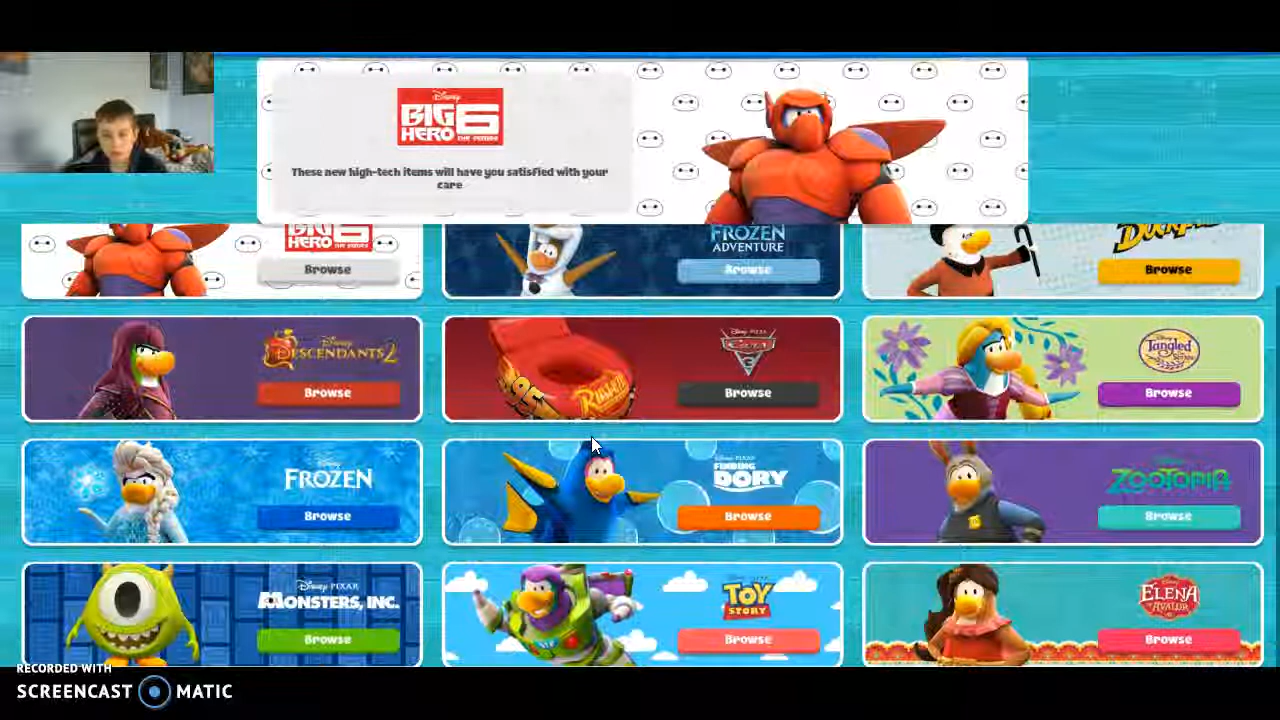 Disney
BIG
HERO 6
THE SERIES
These new high-tech items will have you satisfied with your
care
BIG
HERO 6
Browse
FROZEN
ADVENTURE
Browse
Browse
Disney
DESCENDANTS 2
Browse
Disney PIXAR
Cars
3
Browse
Tangled
Browse
Disney
FROZEN
Browse
Disney PIXAR
FINDING
DORY
Browse
ZOOTOPIA
Browse
Disney PIXAR
MONSTERS, INC.
Browse
TOY
STORY
Browse
ELENA
OF AVALOR
Browse
RECORDED WITH
SCREENCAST MATIC